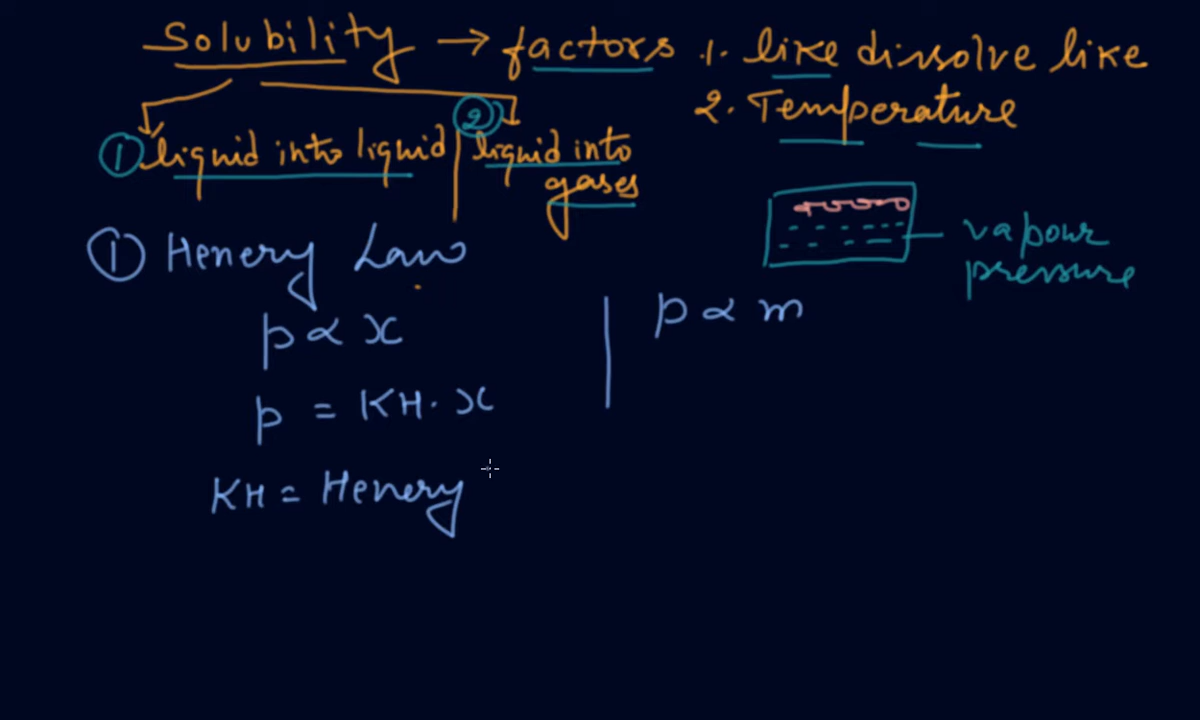 Solubility → factors 1. like dissolve like
2. Temperature
① liquid into liquid
② liquid into
gases
vapour
pressure
① Henery Law
p ∝ x
p = KH · x
KH = Henery
p ∝ m